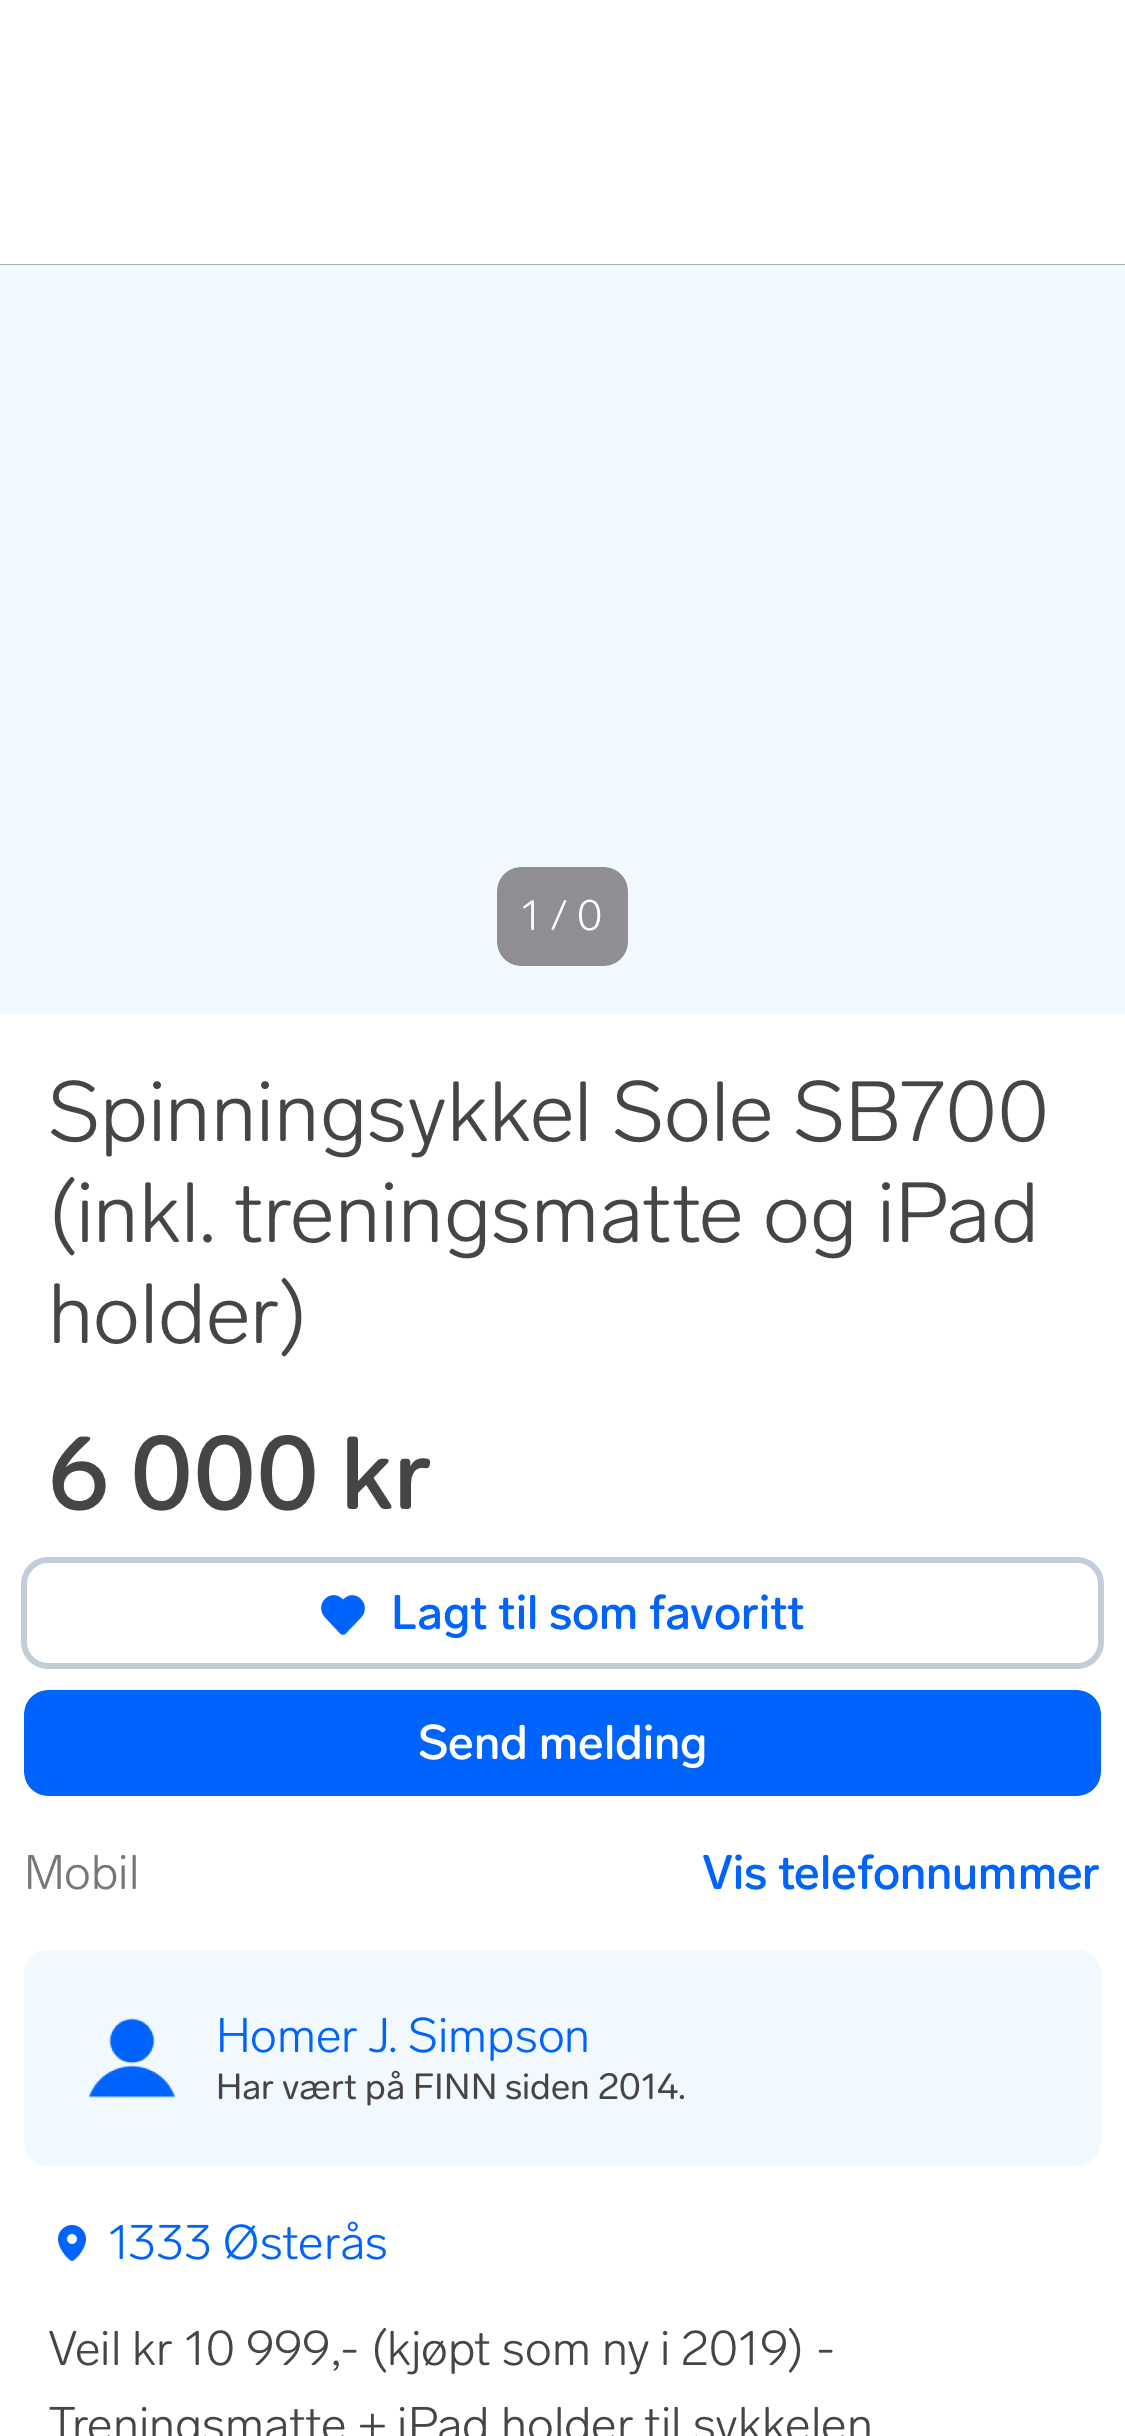 1 / 0
Spinningsykkel Sole SB700
(inkl. treningsmatte og iPad
holder)
6 000 kr
Lagt til som favoritt
Send melding
Mobil
Vis telefonnummer
Homer J. Simpson
Har vært på FINN siden 2014.
1333 Østerås
Veil kr 10 999,- (kjøpt som ny i 2019) -
Treningsmatte + iPad holder til sykkelen